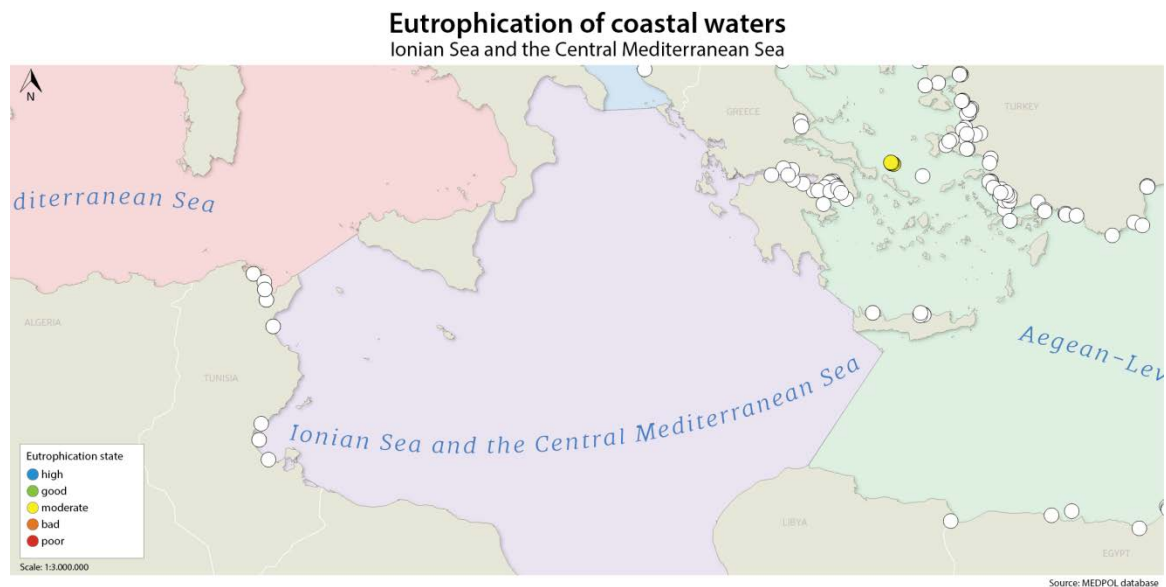 Eutrophication of coastal waters
Ionian Sea and the Central Mediterranean Sea
N
GREECE
TURKEY
diterranean Sea
ALGERIA
TUNISIA
Aegean-Lev
Ionian Sea and the Central Mediterranean Sea
LIBYA
EGYPT
Eutrophication state
high
good
moderate
bad
poor
Scale: 1:3.000.000
Source: MEDPOL database